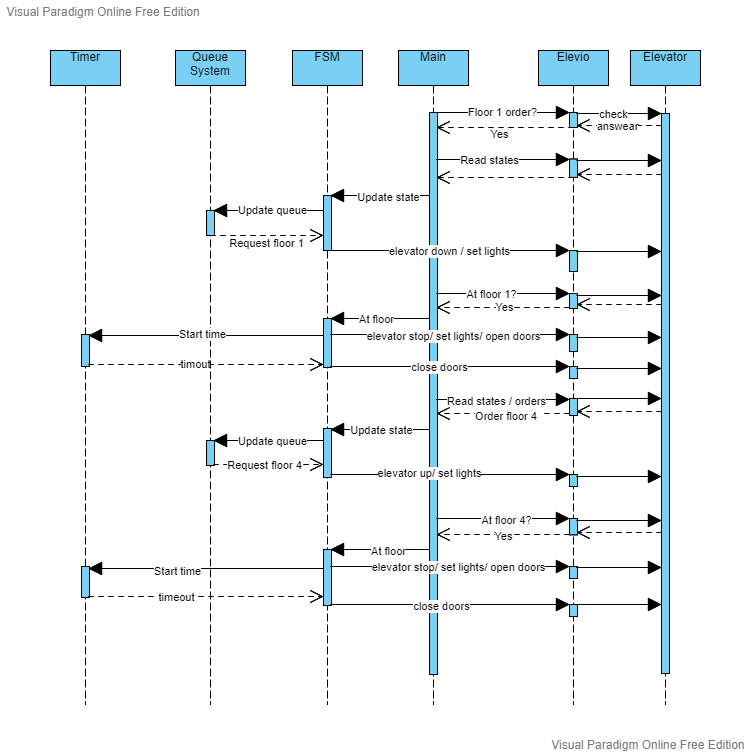 Visual Paradigm Online Free Edition
Timer
Queue
System
FSM
Main
Elevio
Elevator
Floor 1 order?
check
answear
Yes
Read states
Update state
Update queue
Request floor 1
elevator down / set lights
At floor 1?
Yes
At floor
Start time
elevator stop/ set lights/ open doors
timout
close doors
Read states / orders
Order floor 4
Update state
Update queue
Request floor 4
elevator up/ set lights
At floor 4?
Yes
At floor
Start time
elevator stop/ set lights/ open doors
timeout
close doors
Visual Paradigm Online Free Edition